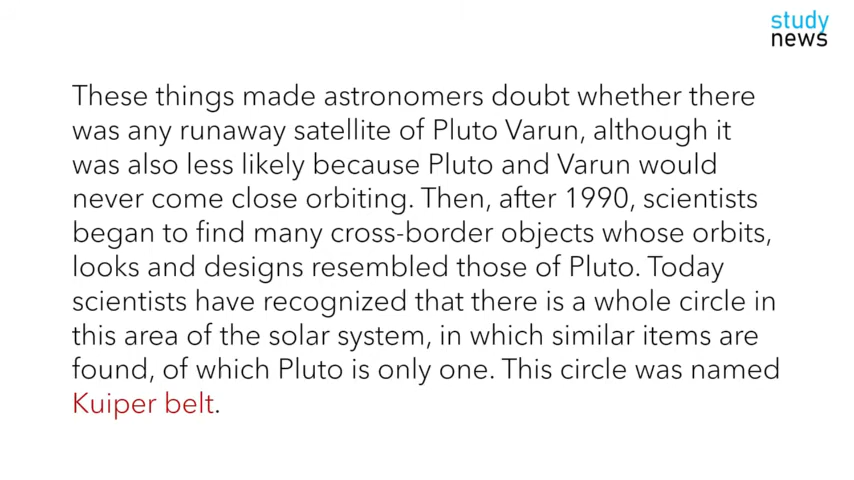 study
news
These things made astronomers doubt whether there
was any runaway satellite of Pluto Varun, although it
was also less likely because Pluto and Varun would
never come close orbiting. Then, after 1990, scientists
began to find many cross-border objects whose orbits,
looks and designs resembled those of Pluto. Today
scientists have recognized that there is a whole circle in
this area of the solar system, in which similar items are
found, of which Pluto is only one. This circle was named
Kuiper belt.